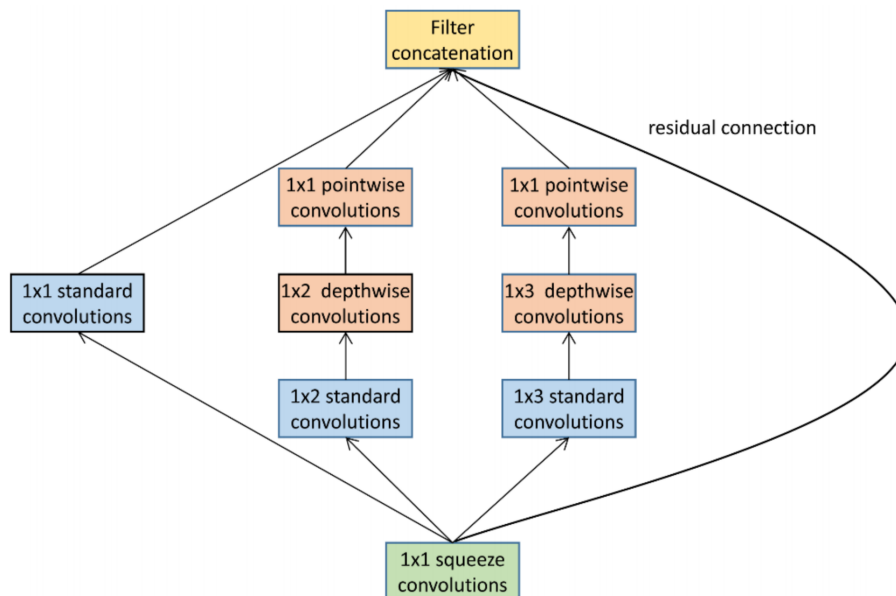 Filter
concatenation
residual connection
1x1 pointwise
convolutions
1x1 pointwise
convolutions
1x1 standard
convolutions
1x2 depthwise
convolutions
1x3 depthwise
convolutions
1x2 standard
convolutions
1x3 standard
convolutions
1x1 squeeze
convolutions